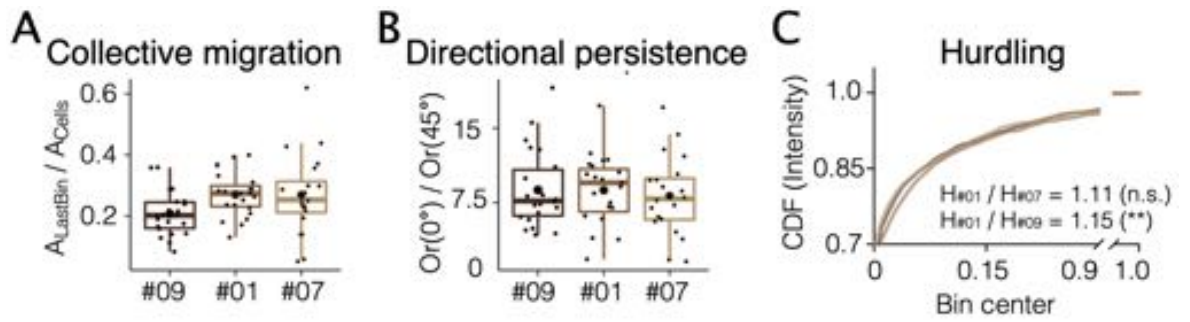 A
Collective migration
ALastBin / ACells
0.6
0.4
0.2
#09 #01 #07
B
Directional persistence
Or(0°) / Or(45°)
15
7.5
0
#09 #01 #07
C
Hurdling
CDF (Intensity)
1.0
0.85
0.7
H#01 / H#07 = 1.11 (n.s.)
H#01 / H#09 = 1.15 (**)
0 0.15 0.9 1.0
Bin center